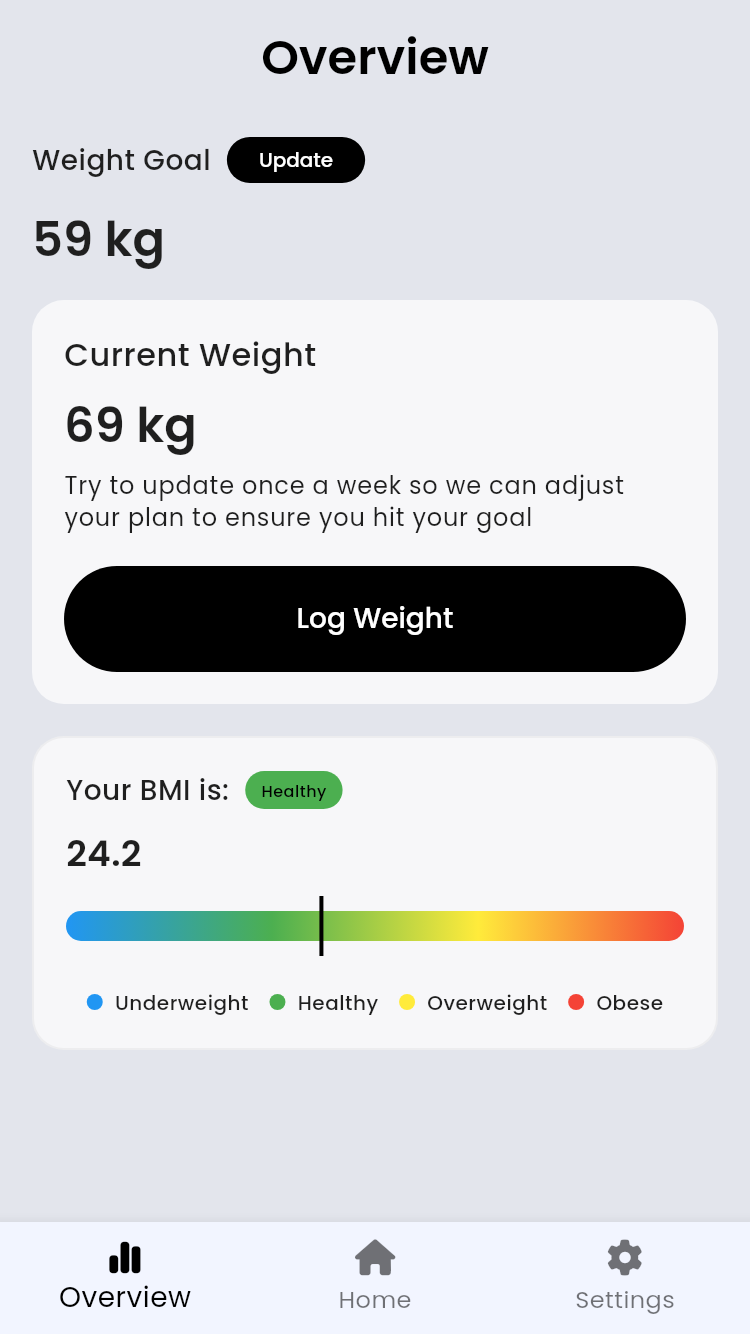 Overview
Weight Goal
Update
59 kg
Current Weight
69 kg
Try to update once a week so we can adjust
your plan to ensure you hit your goal
Log Weight
Your BMI is:
Healthy
24.2
Underweight
Healthy
Overweight
Obese
Overview
Home
Settings